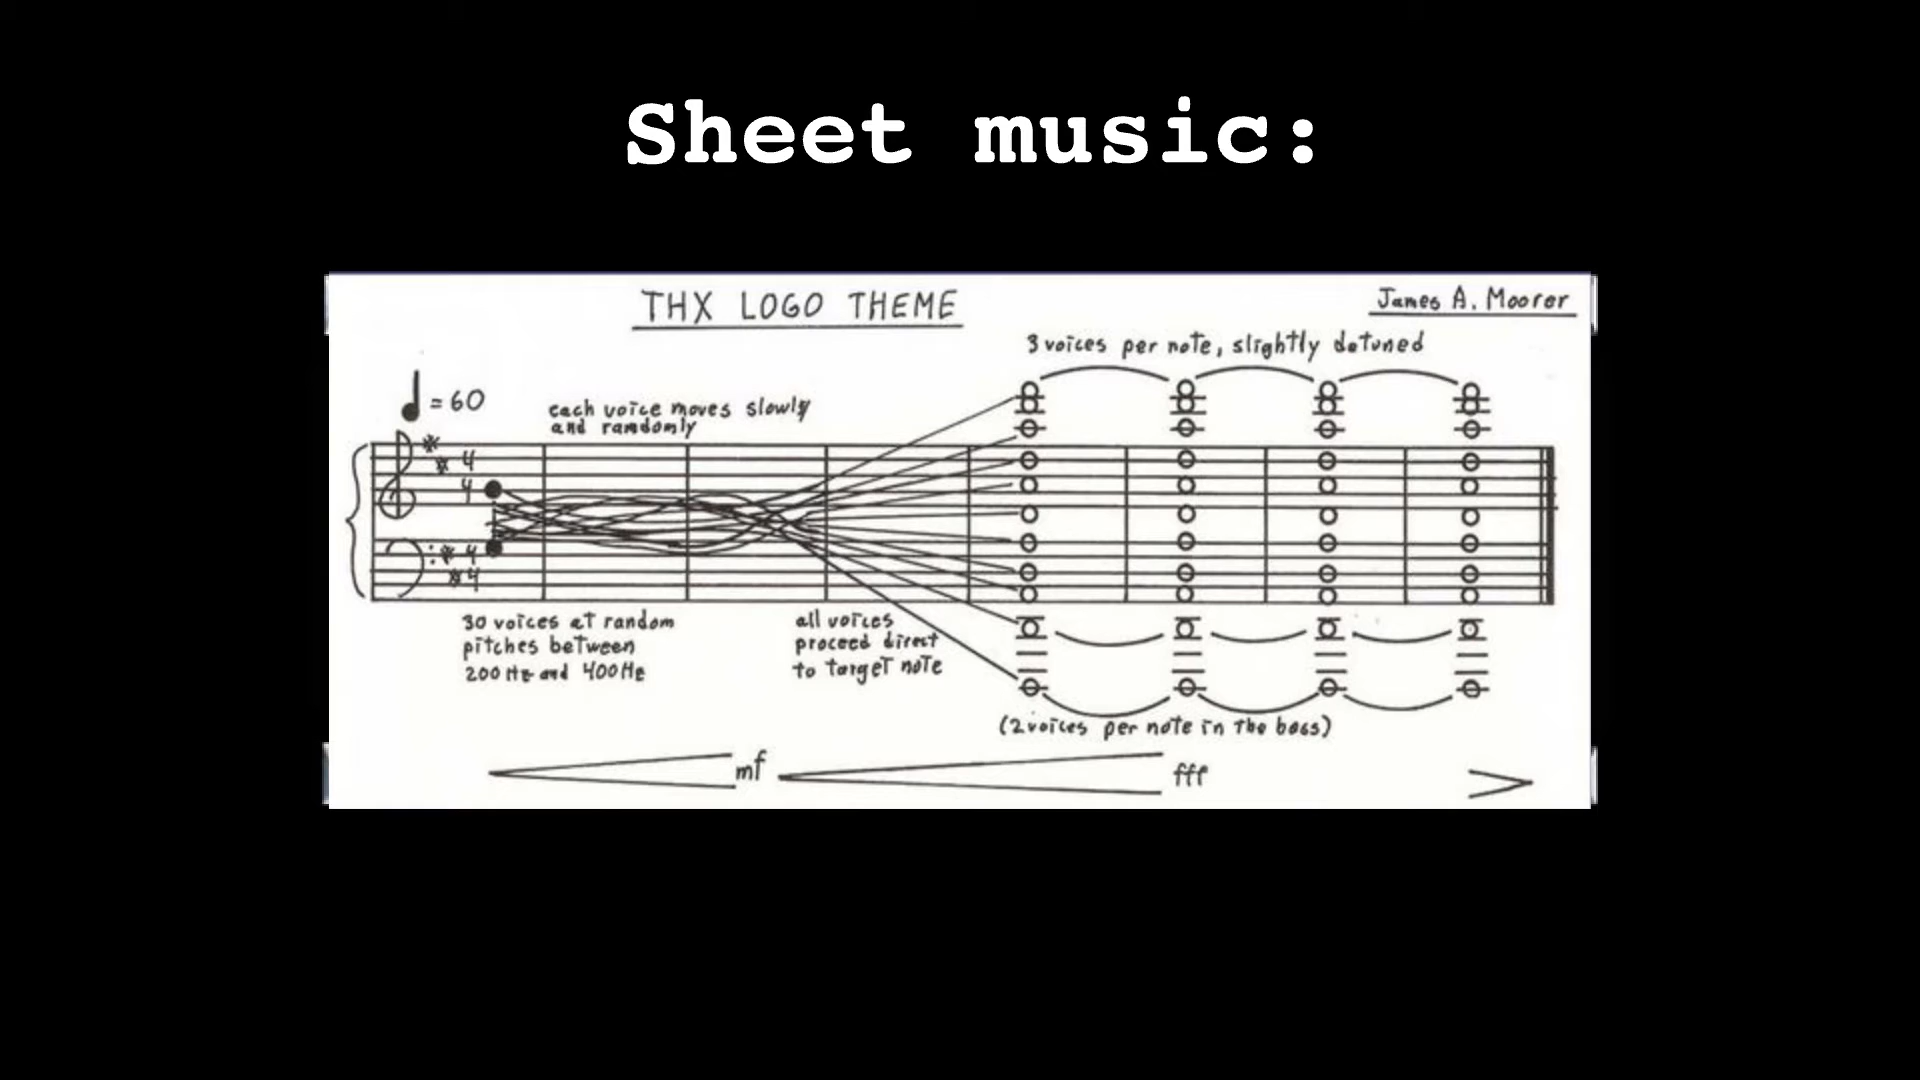 Sheet music:
THX LOGO THEME
James A. Moorer
3 voices per note, slightly detuned
= 60
each voice moves slowly
and randomly
4
4
4
4
30 voices at random
pitches between
200 Hz and 400 Hz
all voices
proceed direct
to target note
(2 voices per note in the bass)
mf
fff